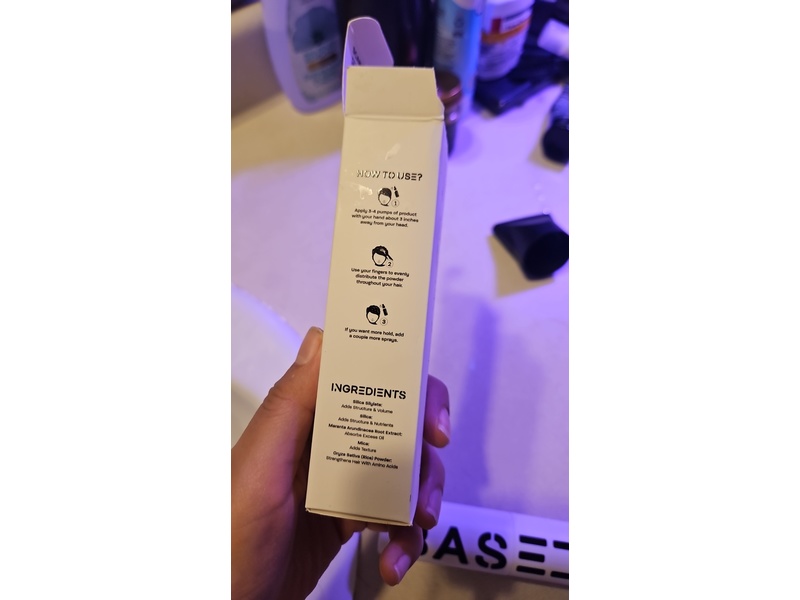 HOW TO USE?
1
Apply 3-4 pumps of product
with your hand about 3 inches
away from your head.
2
Use your fingers to evenly
distribute the powder
throughout your hair.
3
If you want more hold, add
a couple more sprays.
INGREDIENTS
Silica Silylate:
Adds Structure & Volume
Silica:
Adds Structure & Nutrients
Maranta Arundinacea Root Extract:
Absorbs Excess Oil
Mica:
Adds Texture
Oryza Sativa (Rice) Powder:
Strengthens Hair With Amino Acids